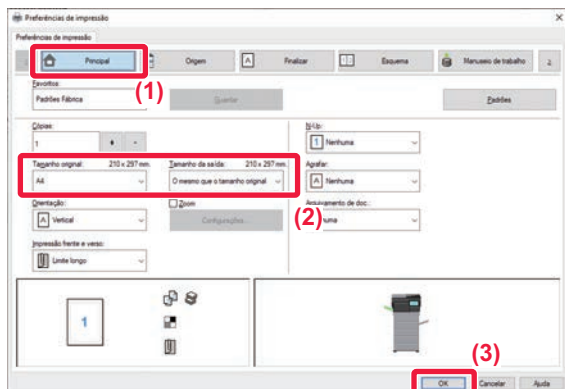 Preferências de impressão
Preferências de impressão
Principal
Origem
Finalizar
Esquema
Manuseio de trabalho
(1)
Favoritos:
Padrões Fábrica
Guardar
Padrões
Cópias:
1
N-Up:
1 Nenhuma
Tamanho original: 210 x 297 mm.
Tamanho da saída: 210 x 297 mm.
Agrafar:
A4
O mesmo que o tamanho original
A Nenhuma
(2)
Orientação:
Zoom
Arquivamento de doc.:
A Vertical
Configurações...
Impressão frente e verso:
Limite longo
1
(3)
OK
Cancelar
Ajuda